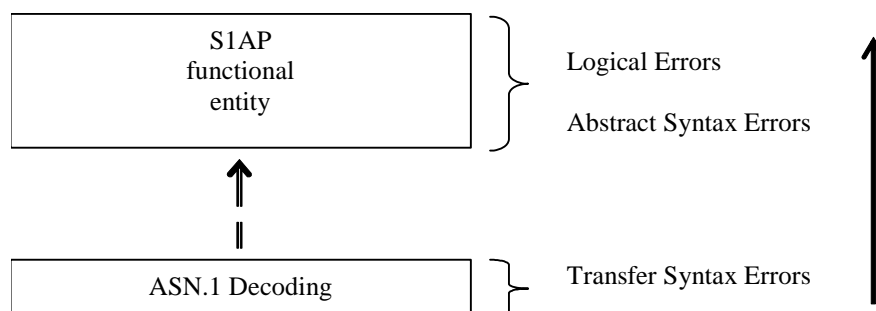 S1AP
functional
entity
Logical Errors
Abstract Syntax Errors
ASN.1 Decoding
Transfer Syntax Errors